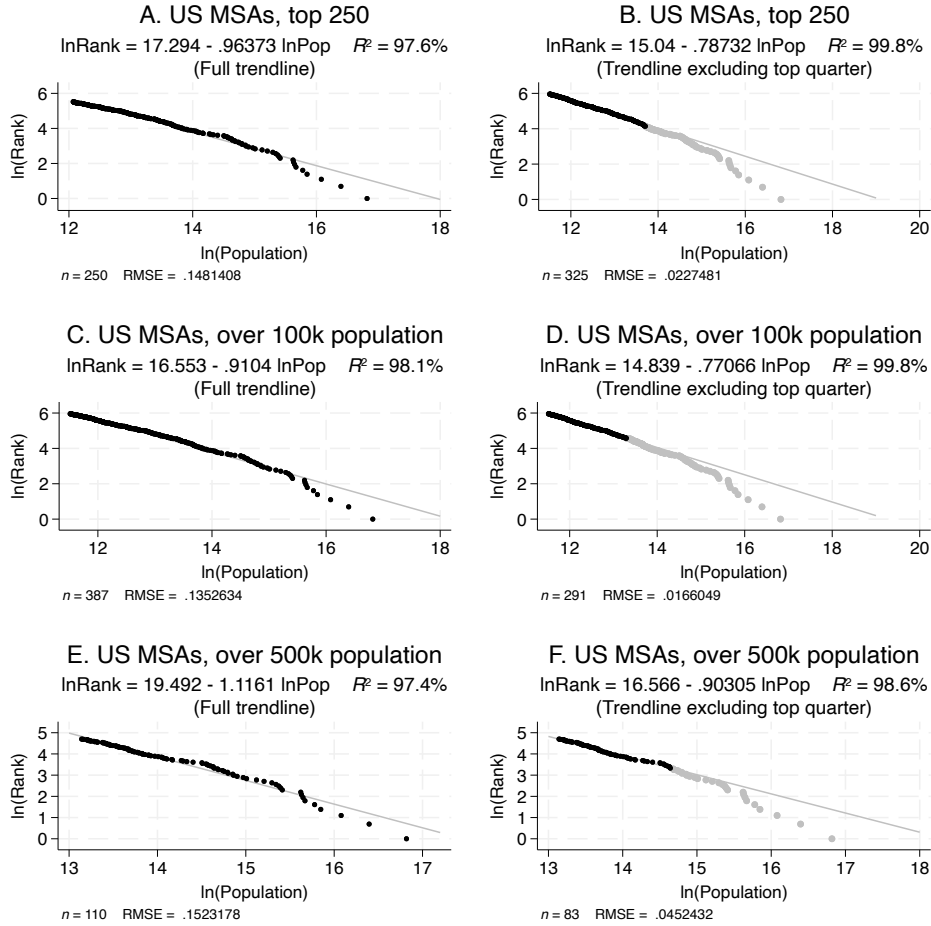 A. US MSAs, top 250
lnRank = 17.294 - .96373 lnPop R² = 97.6%
(Full trendline)
ln(Rank)
6
4
2
0
12 14 16 18
ln(Population)
n = 250 RMSE = .1481408
B. US MSAs, top 250
lnRank = 15.04 - .78732 lnPop R² = 99.8%
(Trendline excluding top quarter)
ln(Rank)
6
4
2
0
12 14 16 18 20
ln(Population)
n = 325 RMSE = .0227481
C. US MSAs, over 100k population
lnRank = 16.553 - .9104 lnPop R² = 98.1%
(Full trendline)
ln(Rank)
6
4
2
0
12 14 16 18
ln(Population)
n = 387 RMSE = .1352634
D. US MSAs, over 100k population
lnRank = 14.839 - .77066 lnPop R² = 99.8%
(Trendline excluding top quarter)
ln(Rank)
6
4
2
0
12 14 16 18 20
ln(Population)
n = 291 RMSE = .0166049
E. US MSAs, over 500k population
lnRank = 19.492 - 1.1161 lnPop R² = 97.4%
(Full trendline)
ln(Rank)
5
4
3
2
1
0
13 14 15 16 17
ln(Population)
n = 110 RMSE = .1523178
F. US MSAs, over 500k population
lnRank = 16.566 - .90305 lnPop R² = 98.6%
(Trendline excluding top quarter)
ln(Rank)
5
4
3
2
1
0
13 14 15 16 17 18
ln(Population)
n = 83 RMSE = .0452432